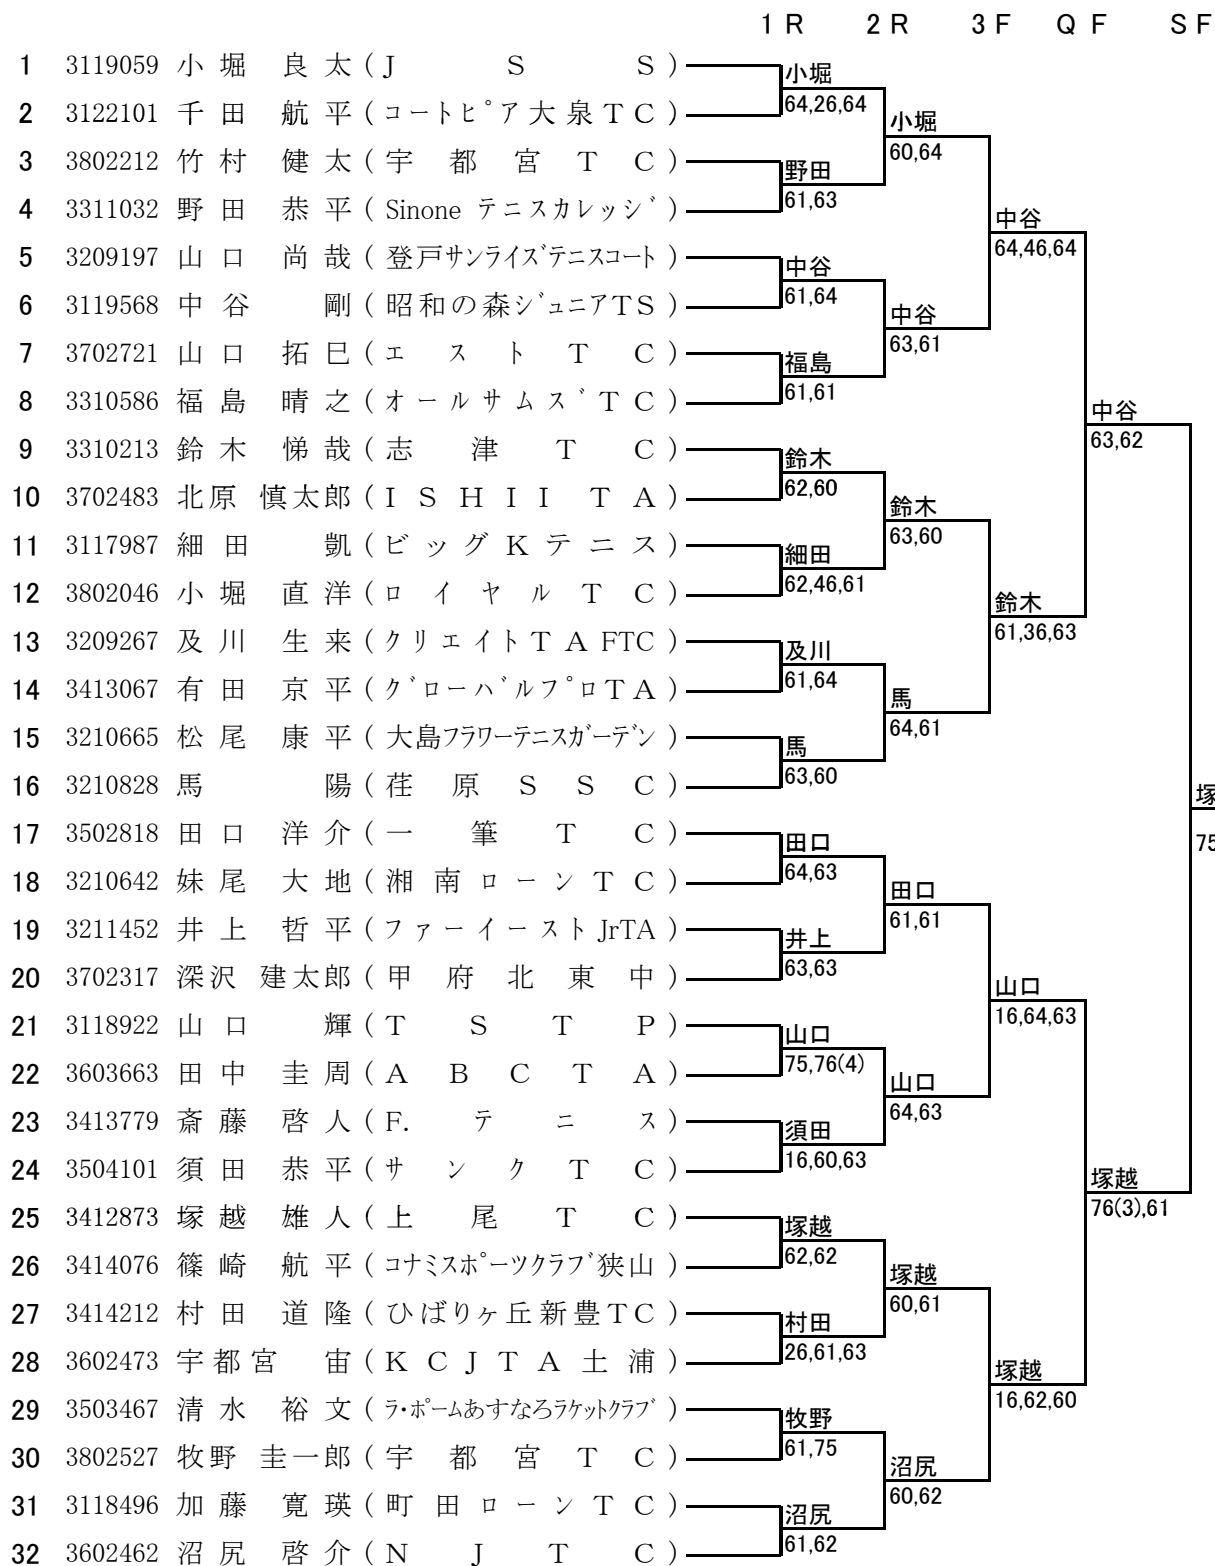 1R 2R 3F QF SF
1 3119059 小堀 良太 (J S S)
小堀
64,26,64
2 3122101 千田 航平 (コートピア大泉TC)
小堀
60,64
3 3802212 竹村 健太 (宇都宮TC)
野田
61,63
4 3311032 野田 恭平 (Sinone テニスカレッジ)
中谷
64,46,64
5 3209197 山口 尚哉 (登戸サンライズテニスコート)
中谷
61,64
6 3119568 中谷 剛 (昭和の森ジュニアTS)
中谷
63,61
7 3702721 山口 拓巳 (エストTC)
福島
61,61
8 3310586 福島 晴之 (オールサムズTC)
中谷
63,62
9 3310213 鈴木 悌哉 (志津TC)
鈴木
62,60
10 3702483 北原 慎太郎 (ISHII TA)
鈴木
63,60
11 3117987 細田 凱 (ビッグKテニス)
細田
62,46,61
12 3802046 小堀 直洋 (ロイヤルTC)
鈴木
61,36,63
13 3209267 及川 生来 (クリエイトTA FTC)
及川
61,64
14 3413067 有田 京平 (グローバルプロTA)
馬
64,61
15 3210665 松尾 康平 (大島フラワーテニスガーデン)
馬
63,60
16 3210828 馬 陽 (荏原SSC)
塚
75
17 3502818 田口 洋介 (一筆TC)
田口
64,63
18 3210642 妹尾 大地 (湘南ローンTC)
田口
61,61
19 3211452 井上 哲平 (ファーイーストJrTA)
井上
63,63
20 3702317 深沢 建太郎 (甲府北東中)
山口
16,64,63
21 3118922 山口 輝 (TSTP)
山口
75,76(4)
22 3603663 田中 圭周 (ABCTA)
山口
64,63
23 3413779 斎藤 啓人 (F.テニス)
須田
16,60,63
24 3504101 須田 恭平 (サンクTC)
塚越
76(3),61
25 3412873 塚越 雄人 (上尾TC)
塚越
62,62
26 3414076 篠崎 航平 (コナミスポーツクラブ狭山)
塚越
60,61
27 3414212 村田 道隆 (ひばりヶ丘新豊TC)
村田
26,61,63
28 3602473 宇都宮 宙 (KCJTA土浦)
塚越
16,62,60
29 3503467 清水 裕文 (ラ・ポームあすなろラケットクラブ)
牧野
61,75
30 3802527 牧野 圭一郎 (宇都宮TC)
沼尻
60,62
31 3118496 加藤 寛瑛 (町田ローンTC)
沼尻
61,62
32 3602462 沼尻 啓介 (NJTC)